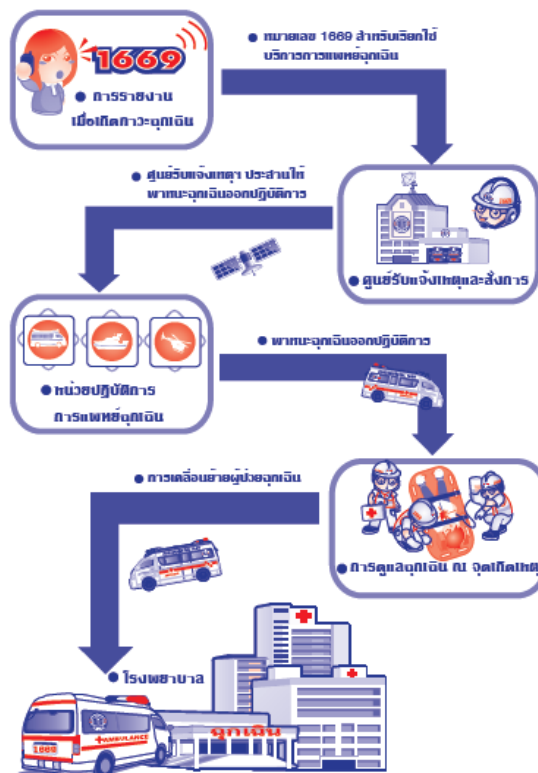 1669
● หมายเลข 1669 สำหรับเรียกใช้
บริการการแพทย์ฉุกเฉิน
● การรายงาน
เมื่อเกิดภาวะฉุกเฉิน
● ศูนย์รับแจ้งเหตุฯ ประสานให้
พาหนะฉุกเฉินออกปฏิบัติการ
● ศูนย์รับแจ้งเหตุและสั่งการ
● พาหนะฉุกเฉินออกปฏิบัติการ
● หน่วยปฏิบัติการ
การแพทย์ฉุกเฉิน
● การเคลื่อนย้ายผู้ป่วยฉุกเฉิน
● การดูแลฉุกเฉิน ณ จุดเกิดเหตุ
● โรงพยาบาล
ฉุกเฉิน
AMBULANCE
1669